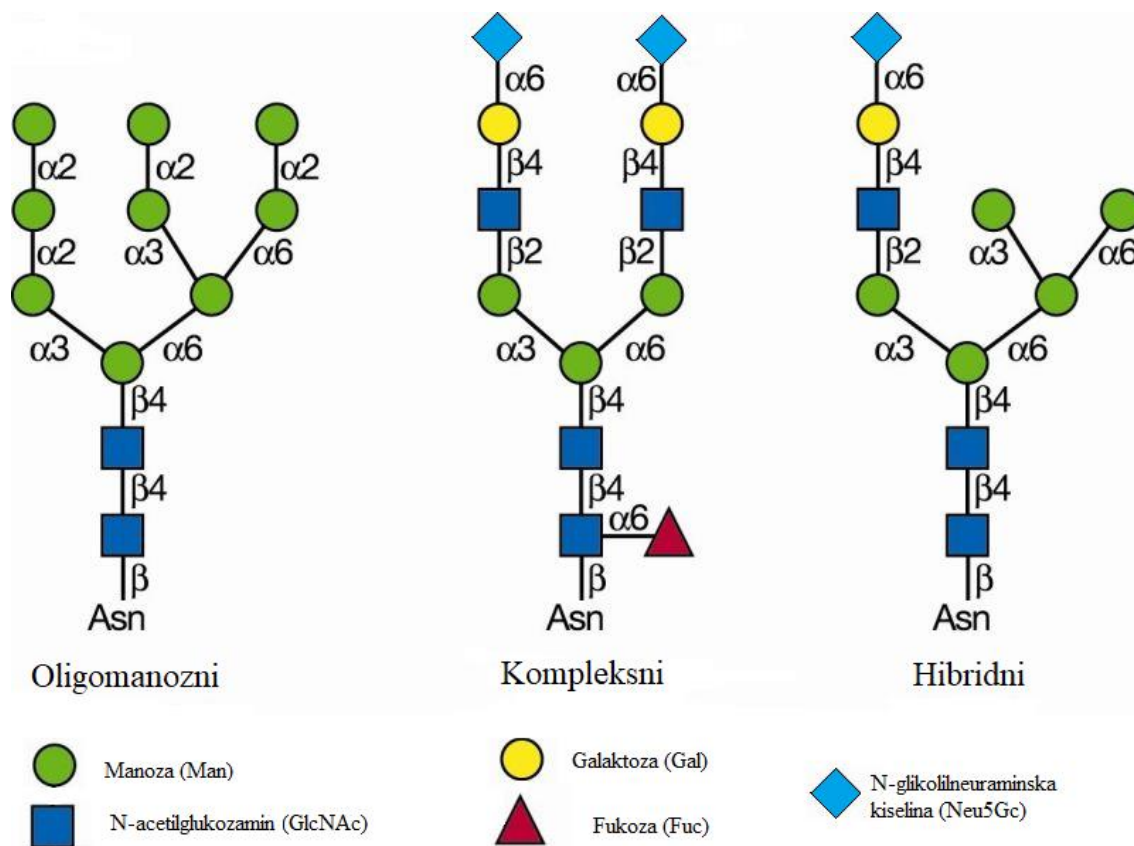 α6 α6 α6
α2 α2 α2 β4 β4 β4
α2 α3 α6 β2 β2 β2 α3 α6
α3 α6 α3 α6 α3 α6
β4 β4 β4
β4 β4 β4
α6
β β β
Asn Asn Asn
Oligomanozni Kompleksni Hibridni
Manoza (Man) Galaktoza (Gal) N-glikolilneuraminska
kiselina (Neu5Gc)
N-acetilghukozamin (GlcNAc) Fukoza (Fuc)